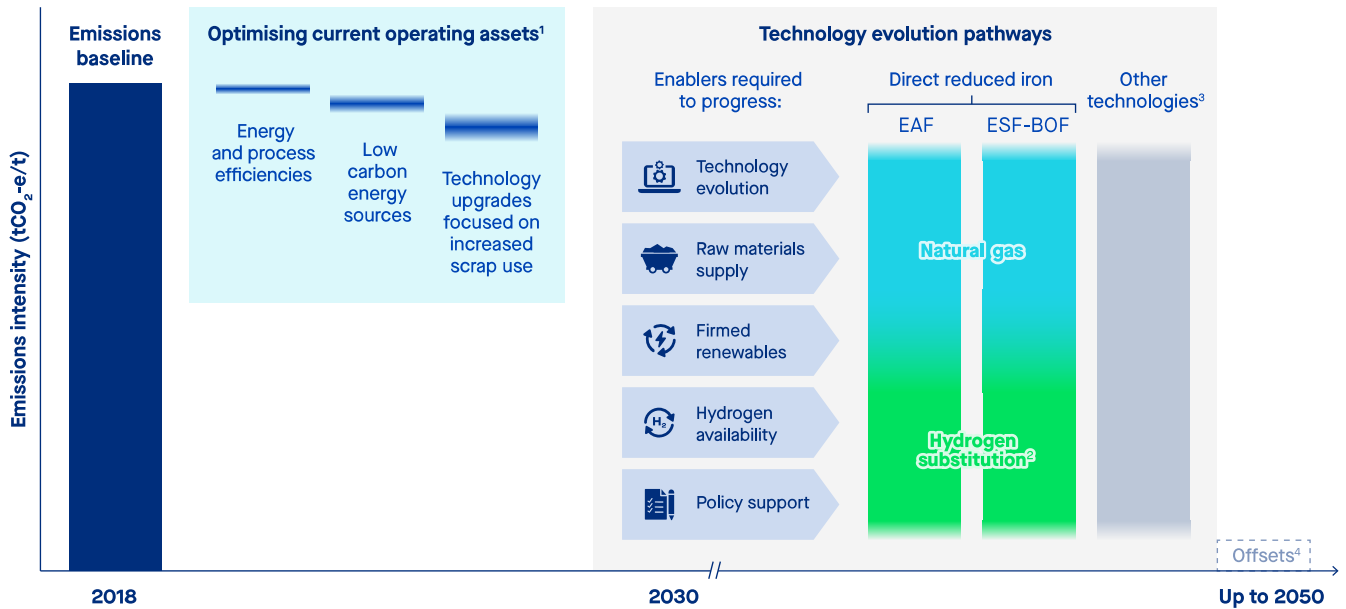 Emissions
baseline
Optimising current operating assets¹
Technology evolution pathways
Energy
and process
efficiencies
Low
carbon
energy
sources
Technology
upgrades
focused on
increased
scrap use
Enablers required
to progress:
Direct reduced iron
EAF
ESF-BOF
Other
technologies³
Technology
evolution
Raw materials
supply
Firmed
renewables
H₂
Hydrogen
availability
Policy support
Natural gas
Hydrogen
substitution²
Offsets⁴
Emissions intensity (tCO₂-e/t)
2018
2030
Up to 2050